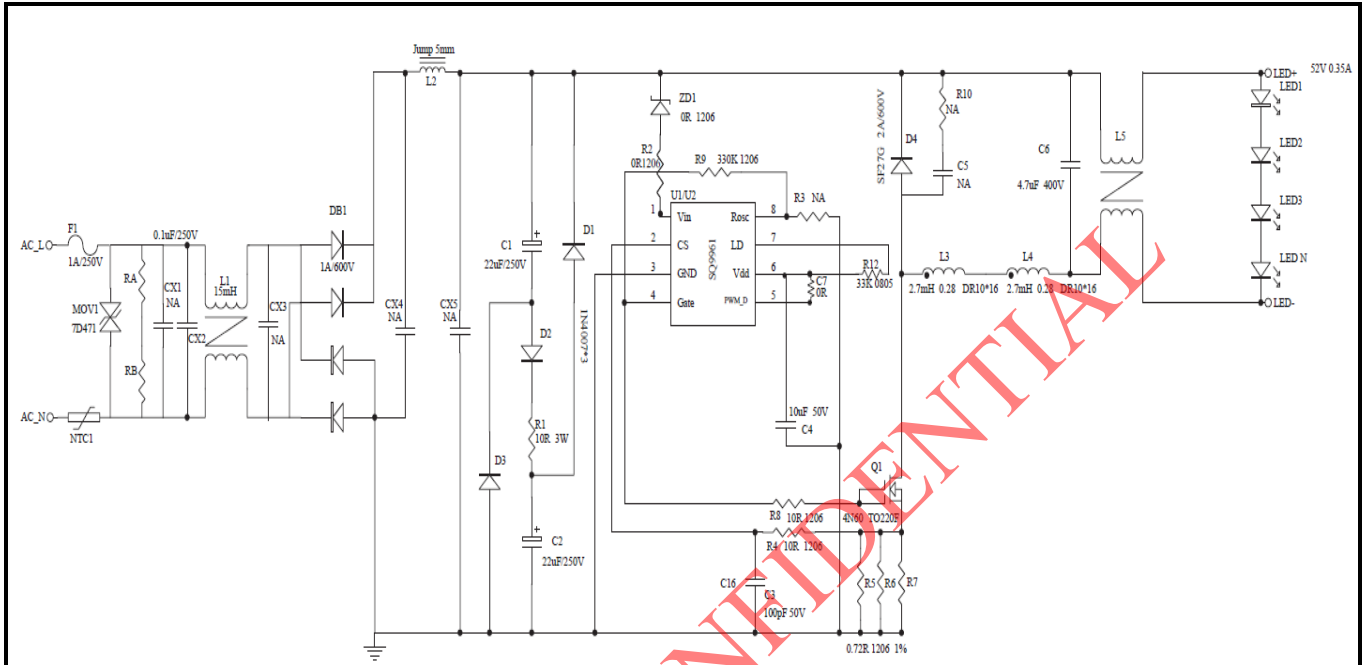 Jump 5mm
L2
LED+ 52V 0.35A
LED1
LED2
LED3
LED N
LED-
ZD1
0R 1206
R2
0R1206
R9 330K 1206
U1/U2
1 Vin
2 CS
3 GND
4 Gate
SQ9961
Rosc 8
LD 7
Vdd 6
PWM_D 5
R3 NA
C7
0R
R12
33K 0805
SF27G 2A/600V
D4
R10
NA
C5
NA
C6
4.7uF 400V
L5
L3
2.7mH 0.28 DR10*16
L4
2.7mH 0.28 DR10*16
AC_L
F1
1A/250V
0.1uF/250V
RA
MOV1
7D471
RB
CX1
NA
CX2
L1
15mH
CX3
NA
DB1
1A/600V
AC_N
NTC1
CX4
NA
CX5
NA
C1
22uF/250V
+
D1
1N4007*3
D2
R1
10R 3W
D3
C2
22uF/250V
+
10uF 50V
C4
Q1
4N60 TO220F
R8 10R 1206
R4 10R 1206
C16
C3
100pF 50V
R5
R6
R7
0.72R 1206 1%
CONFIDENTIAL